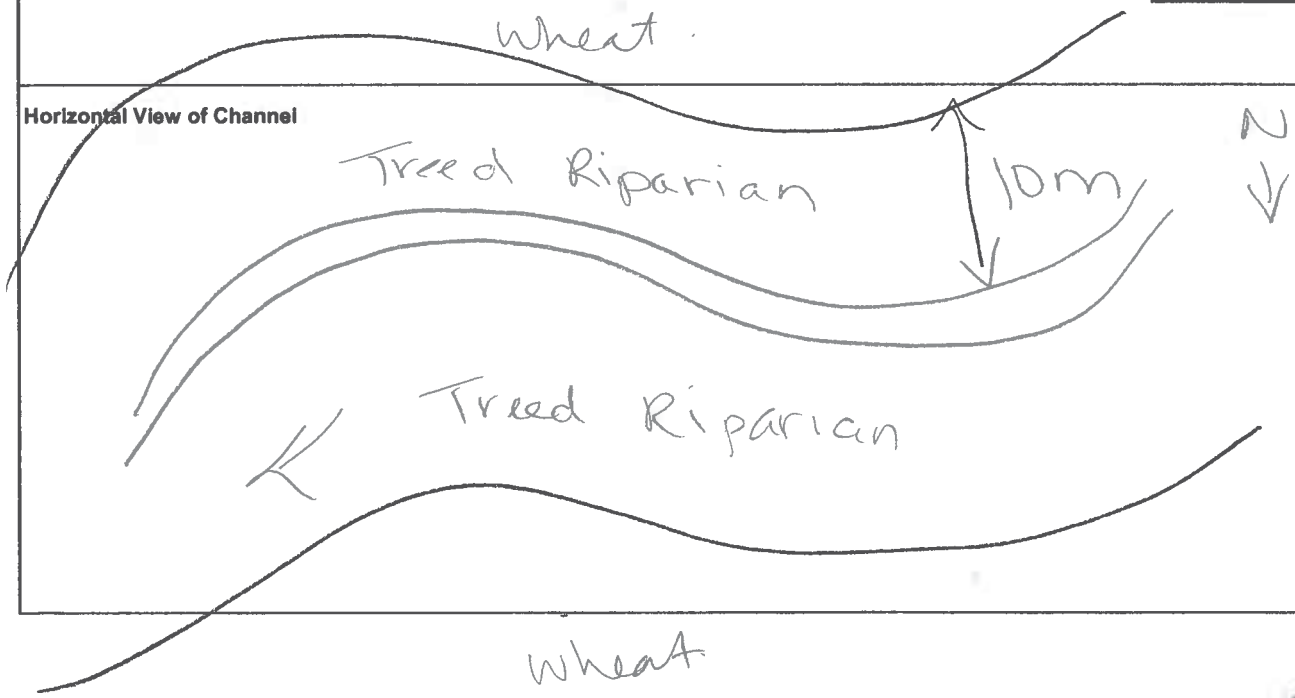 Wheat.
Horizontal View of Channel
N
Treed Riparian
10m
Treed Riparian
Wheat.